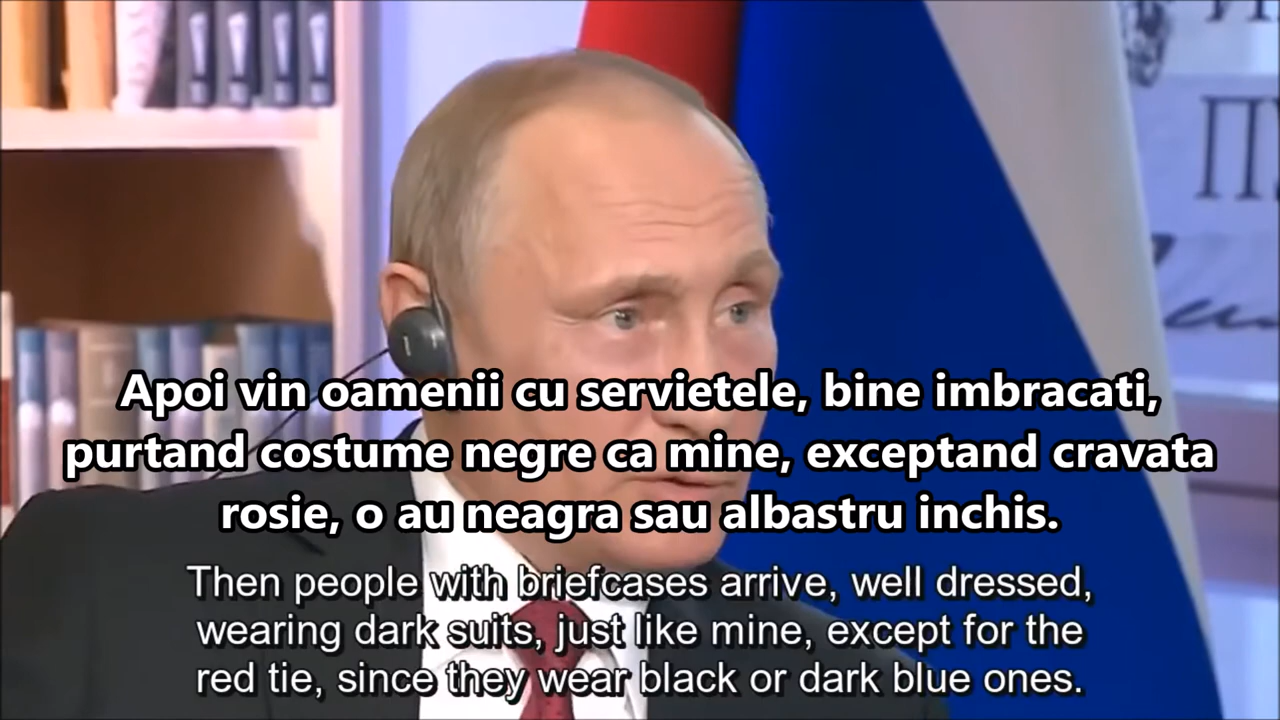 ПУ
Apoi vin oamenii cu servietele, bine imbracati,
purtand costume negre ca mine, exceptand cravata
rosie, o au neagra sau albastru inchis.
Then people with briefcases arrive, well dressed,
wearing dark suits, just like mine, except for the
red tie, since they wear black or dark blue ones.